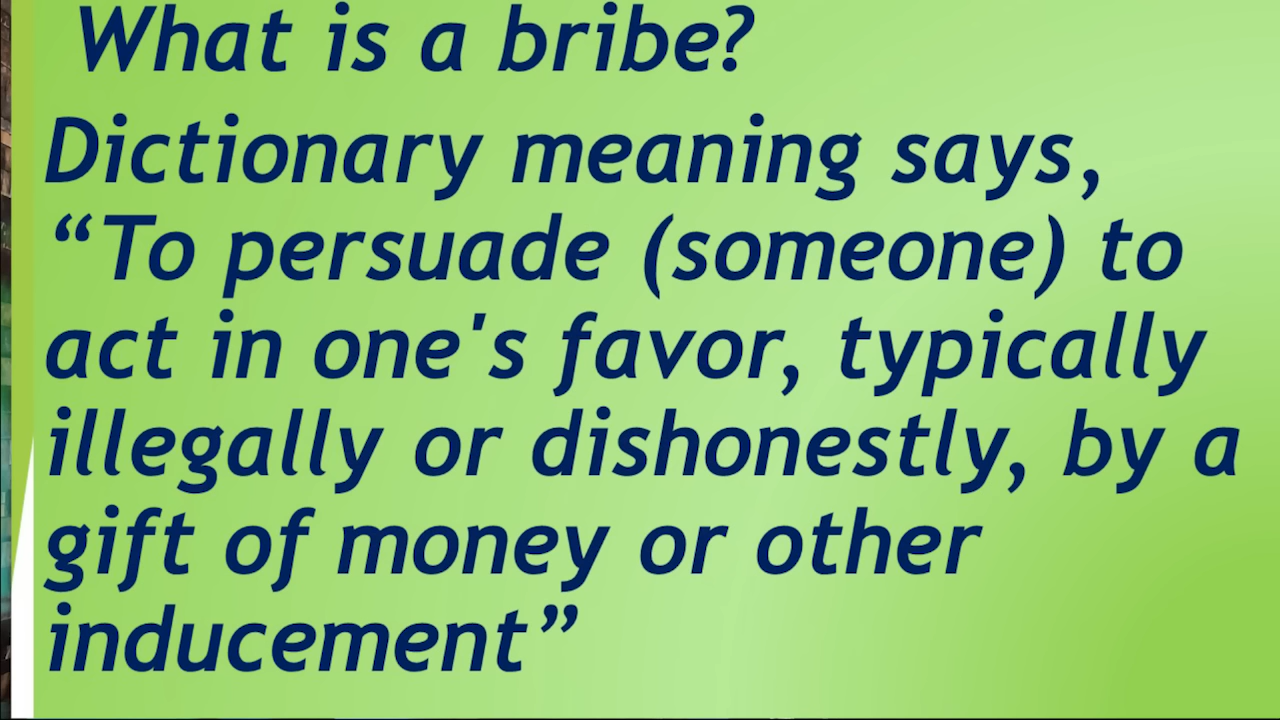 What is a bribe?
Dictionary meaning says,
“To persuade (someone) to
act in one's favor, typically
illegally or dishonestly, by a
gift of money or other
inducement”